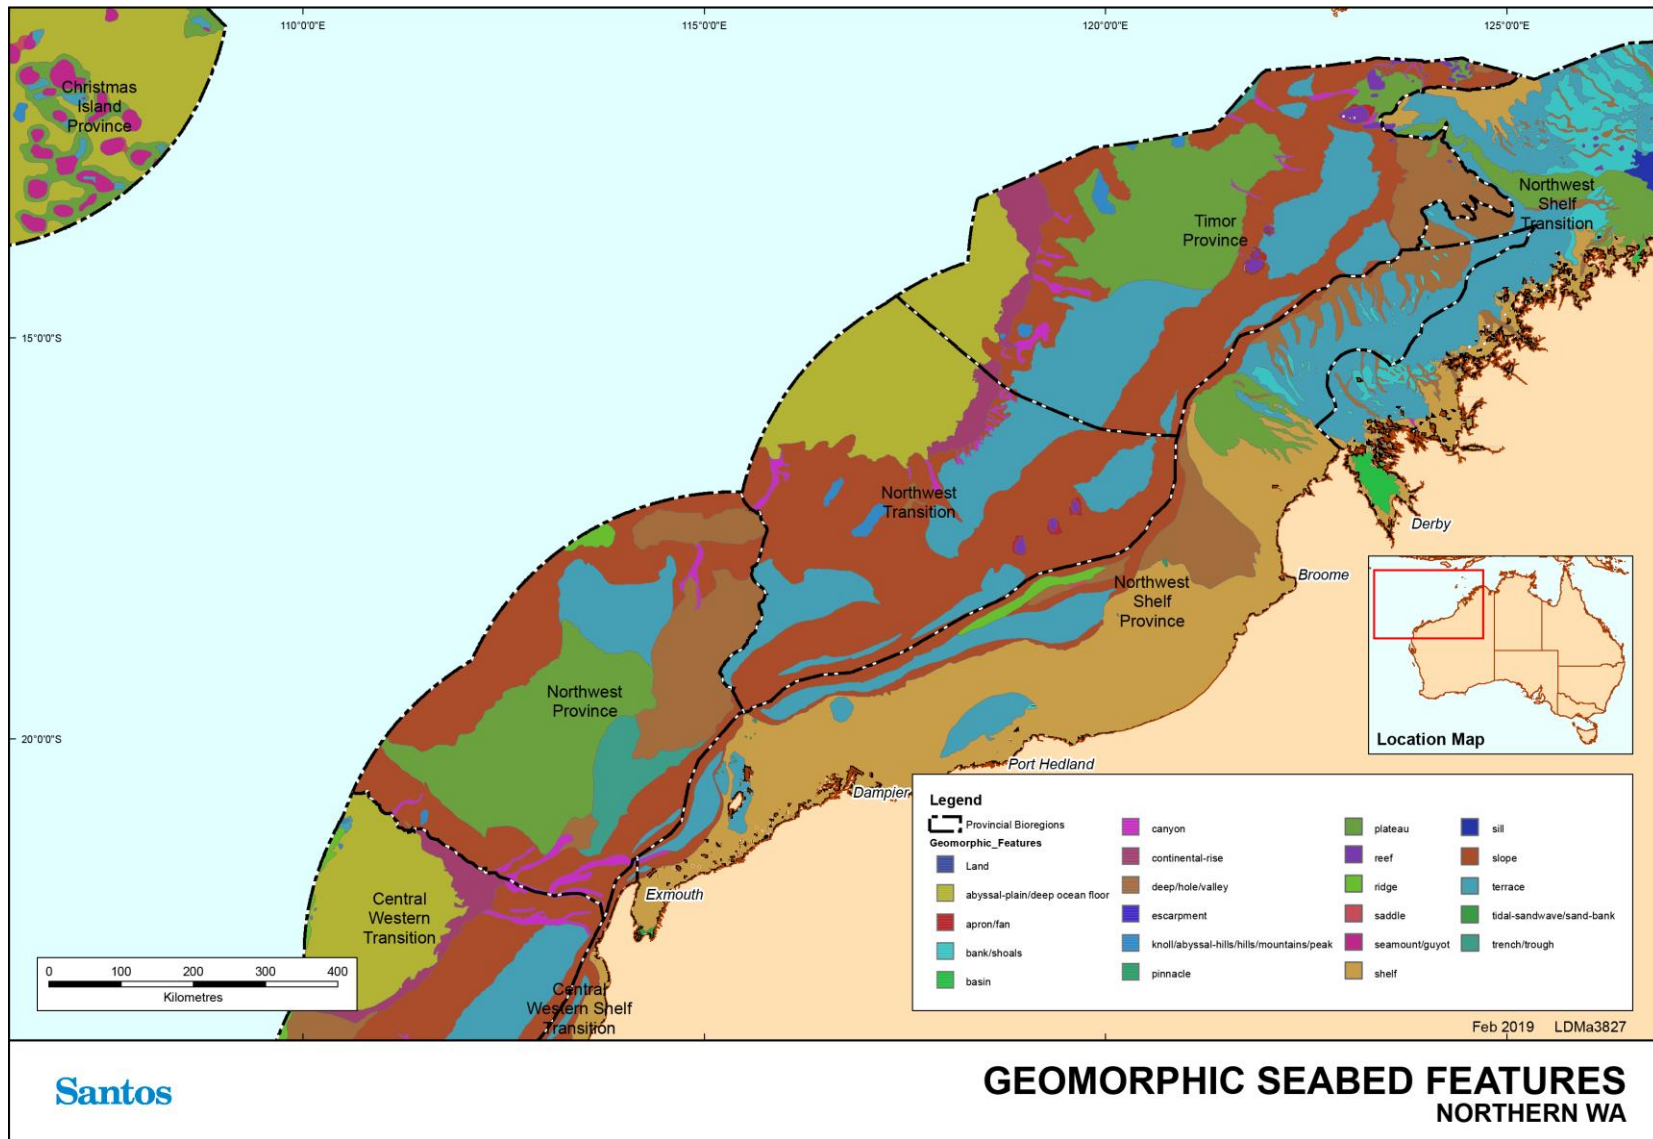 110°0'0"E
115°0'0"E
120°0'0"E
125°0'0"E
Christmas
Island
Province
Timor
Province
Northwest
Shelf
Transition
15°0'0"S
Northwest
Transition
Derby
Broome
Northwest
Shelf
Province
Northwest
Province
20°0'0"S
Port Hedland
Dampier
Exmouth
Central
Western
Transition
Central
Western Shelf
Transition
Location Map
Legend
Provincial Bioregions
Geomorphic_Features
Land
abyssal-plain/deep ocean floor
apron/fan
bank/shoals
basin
canyon
continental-rise
deep/hole/valley
escarpment
knoll/abyssal-hills/hills/mountains/peak
pinnacle
plateau
reef
ridge
saddle
seamount/guyot
shelf
sill
slope
terrace
tidal-sandwave/sand-bank
trench/trough
0 100 200 300 400
Kilometres
Feb 2019 LDMa3827
Santos
GEOMORPHIC SEABED FEATURES
NORTHERN WA